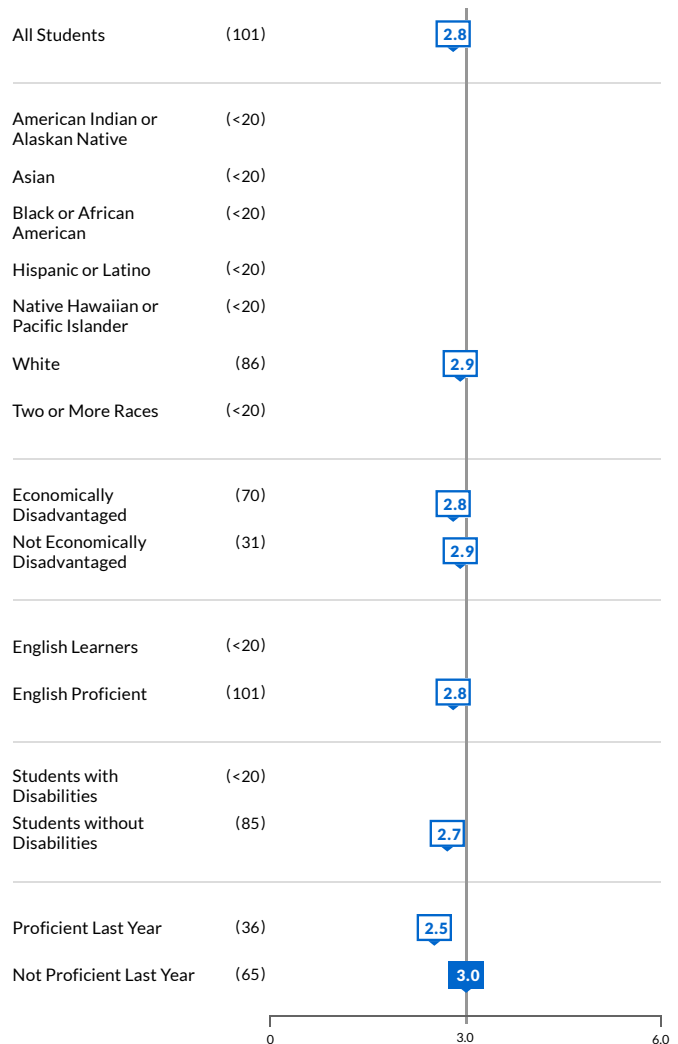 All Students (101) 2.8
American Indian or (<20)
Alaskan Native
Asian (<20)
Black or African (<20)
American
Hispanic or Latino (<20)
Native Hawaiian or (<20)
Pacific Islander
White (86) 2.9
Two or More Races (<20)
Economically (70) 2.8
Disadvantaged
Not Economically (31) 2.9
Disadvantaged
English Learners (<20)
English Proficient (101) 2.8
Students with (<20)
Disabilities
Students without (85) 2.7
Disabilities
Proficient Last Year (36) 2.5
Not Proficient Last Year (65) 3.0
0 3.0 6.0